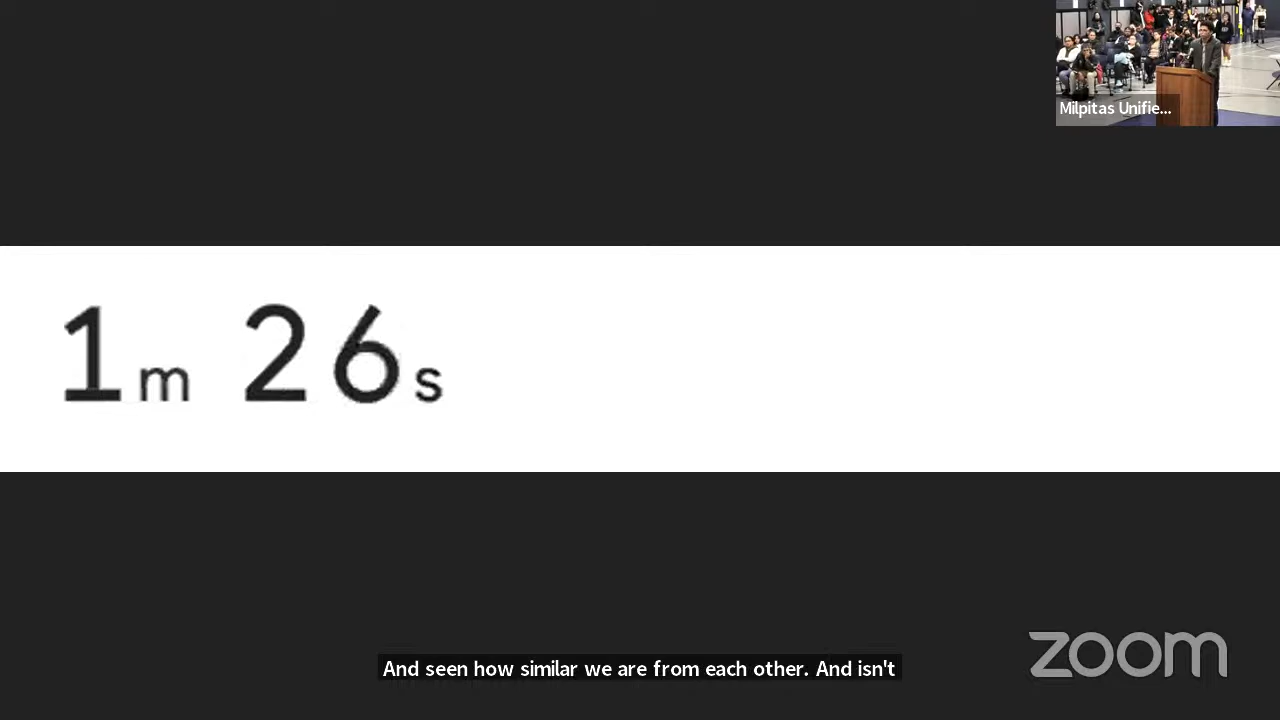 Milpitas Unifie...
1m 26s
And seen how similar we are from each other. And isn't
zoom